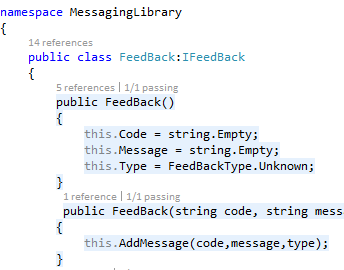 namespace MessagingLibrary
{
14 references
public class FeedBack:IFeedBack
{
5 references | 1/1 passing
public FeedBack()
{
this.Code = string.Empty;
this.Message = string.Empty;
this.Type = FeedBackType.Unknown;
}
1 reference | 1/1 passing
public FeedBack(string code, string mess
{
this.AddMessage(code,message,type);
}